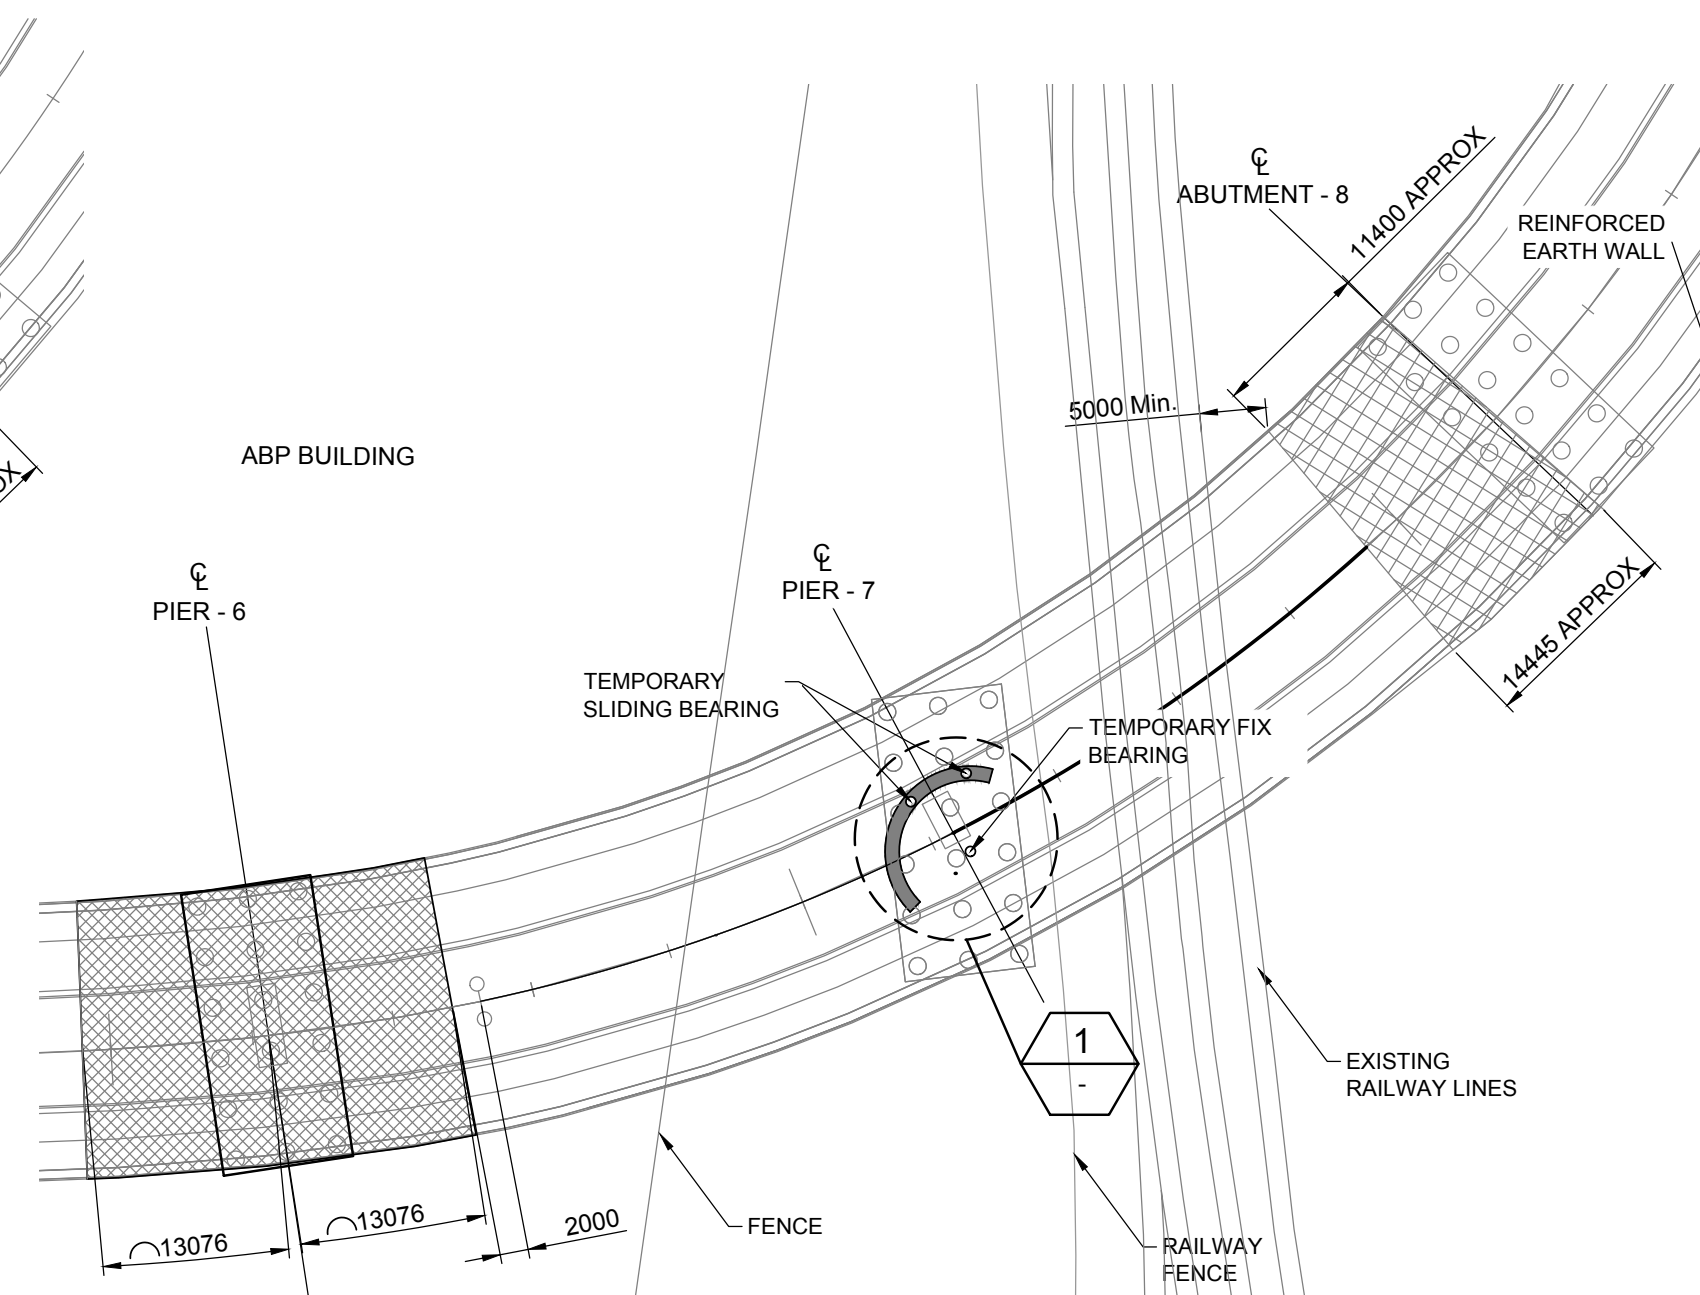 ℄
ABUTMENT - 8
11400 APPROX
REINFORCED
EARTH WALL
5000 Min.
ABP BUILDING
℄
PIER - 6
℄
PIER - 7
TEMPORARY
SLIDING BEARING
TEMPORARY FIX
BEARING
14445 APPROX
1
-
EXISTING
RAILWAY LINES
⌒13076
⌒13076
2000
FENCE
RAILWAY
FENCE